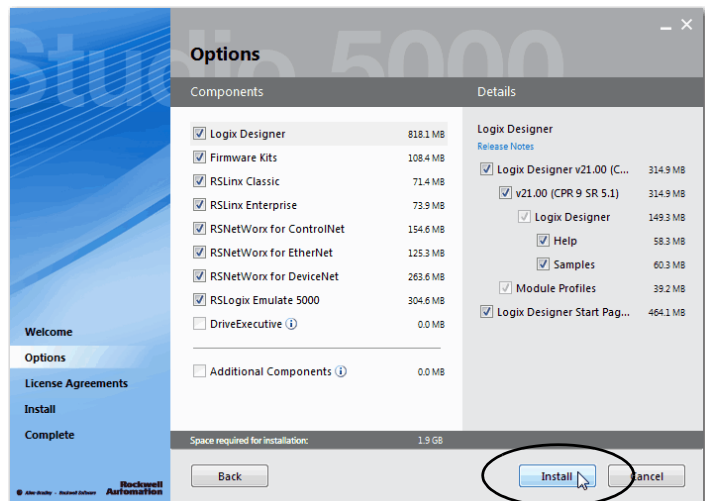 Studio 5000
Options
Components
Details
Logix Designer 818.1 MB
Firmware Kits 108.4 MB
RSLinx Classic 71.4 MB
RSLinx Enterprise 73.9 MB
RSNetWorx for ControlNet 154.6 MB
RSNetWorx for EtherNet 125.3 MB
RSNetWorx for DeviceNet 263.6 MB
RSLogix Emulate 5000 304.6 MB
DriveExecutive 0.0 MB
Additional Components 0.0 MB
Space required for installation: 1.9 GB
Logix Designer
Release Notes
Logix Designer v21.00 (C... 314.9 MB
v21.00 (CPR 9 SR 5.1) 314.9 MB
Logix Designer 149.3 MB
Help 58.3 MB
Samples 60.3 MB
Module Profiles 39.2 MB
Logix Designer Start Pag... 464.1 MB
Welcome
Options
License Agreements
Install
Complete
Allen-Bradley · Rockwell Software
Rockwell
Automation
Back
Install
Cancel